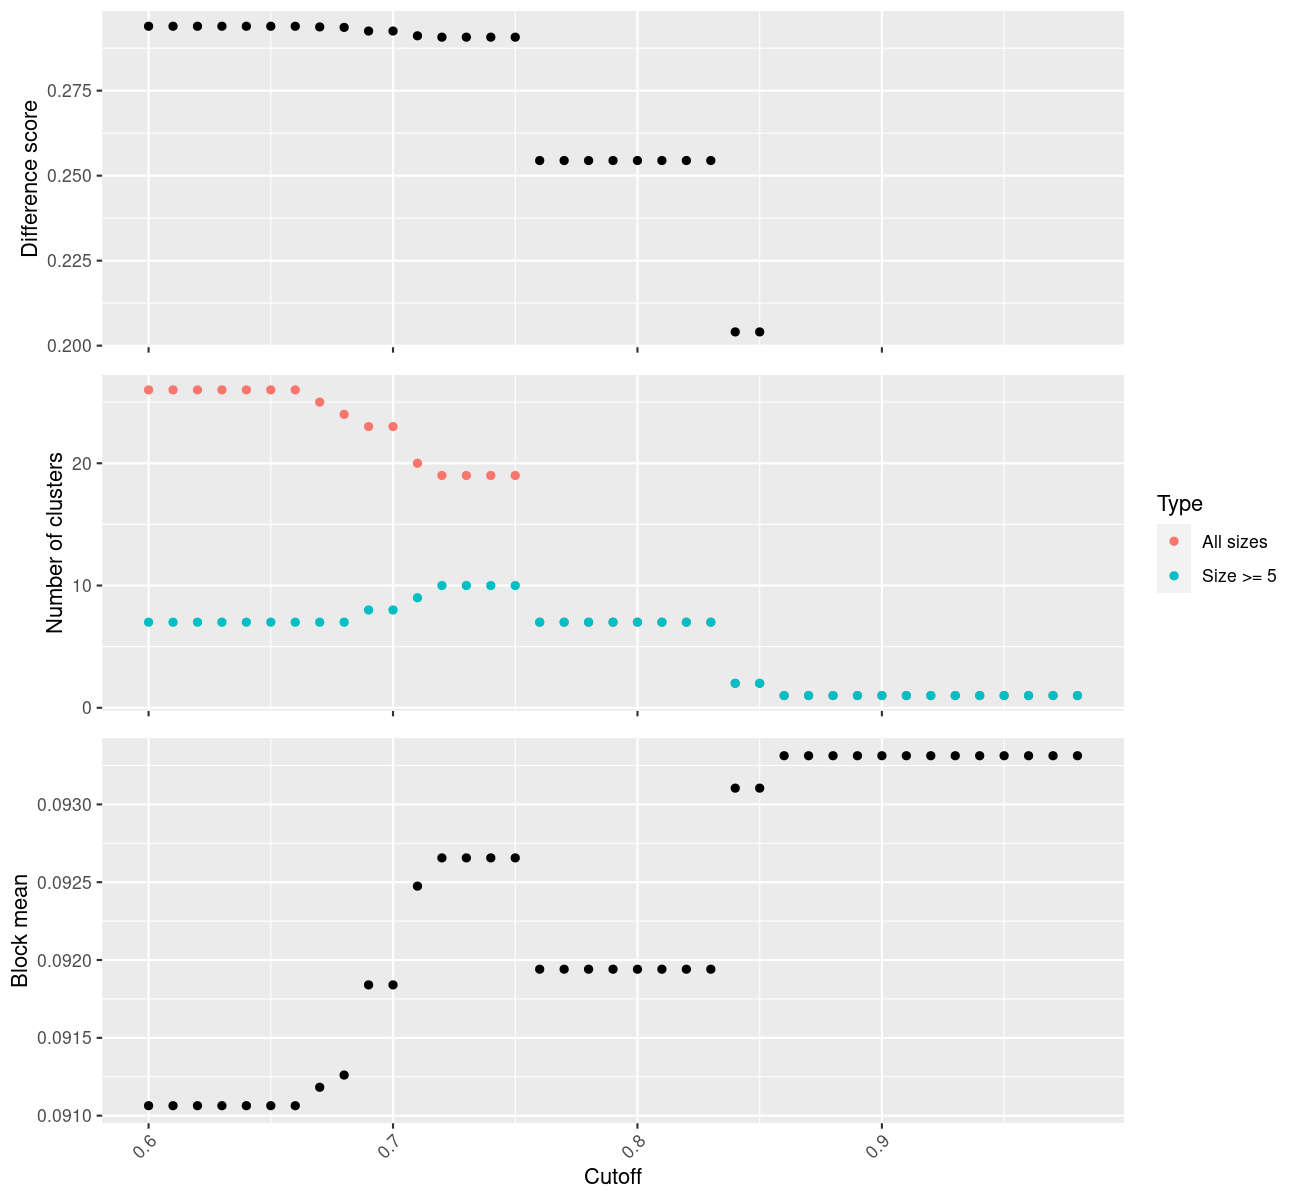 Difference score
0.275
0.250
0.225
0.200
Number of clusters
20
10
0
Type
All sizes
Size >= 5
Block mean
0.0930
0.0925
0.0920
0.0915
0.0910
0.6
0.7
0.8
0.9
Cutoff